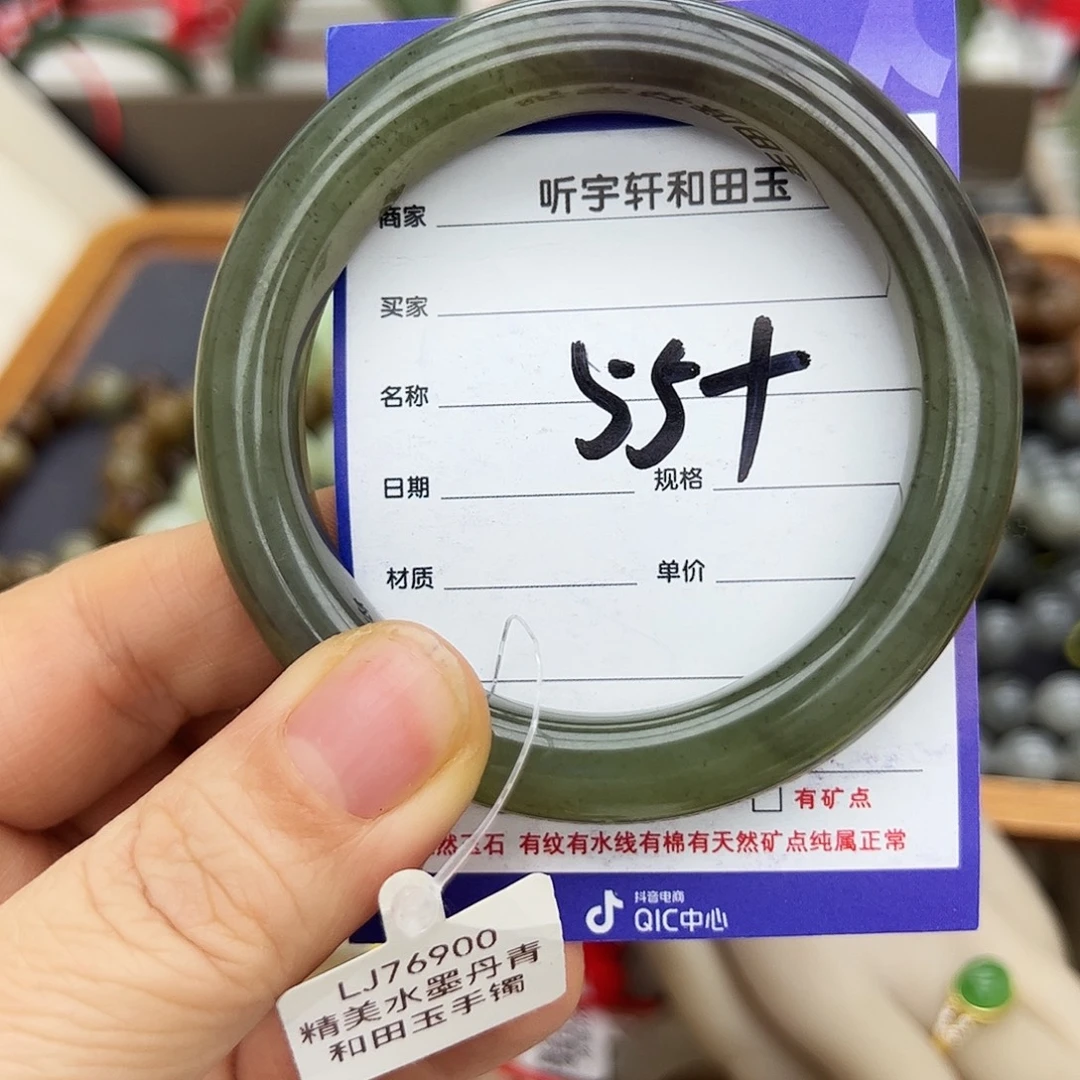 听宇轩和田玉
商家
买家
名称
55+
日期 规格
材质 单价
有矿点
然玉石 有纹有水线有棉有天然矿点纯属正常
抖音电商
QIC中心
LJ76900
精美水墨丹青
和田玉手镯